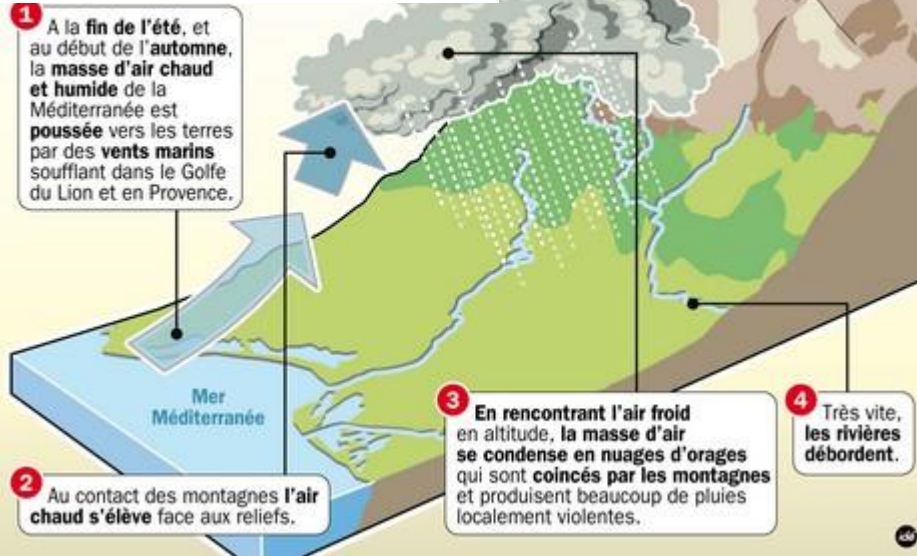 1
A la fin de l'été, et
au début de l'automne,
la masse d'air chaud
et humide de la
Méditerranée est
poussée vers les terres
par des vents marins
soufflant dans le Golfe
du Lion et en Provence.
Mer
Méditerranée
2
Au contact des montagnes l'air
chaud s'élève face aux reliefs.
3
En rencontrant l'air froid
en altitude, la masse d'air
se condense en nuages d'orages
qui sont coincés par les montagnes
et produisent beaucoup de pluies
localement violentes.
4
Très vite,
les rivières
débordent.
idé